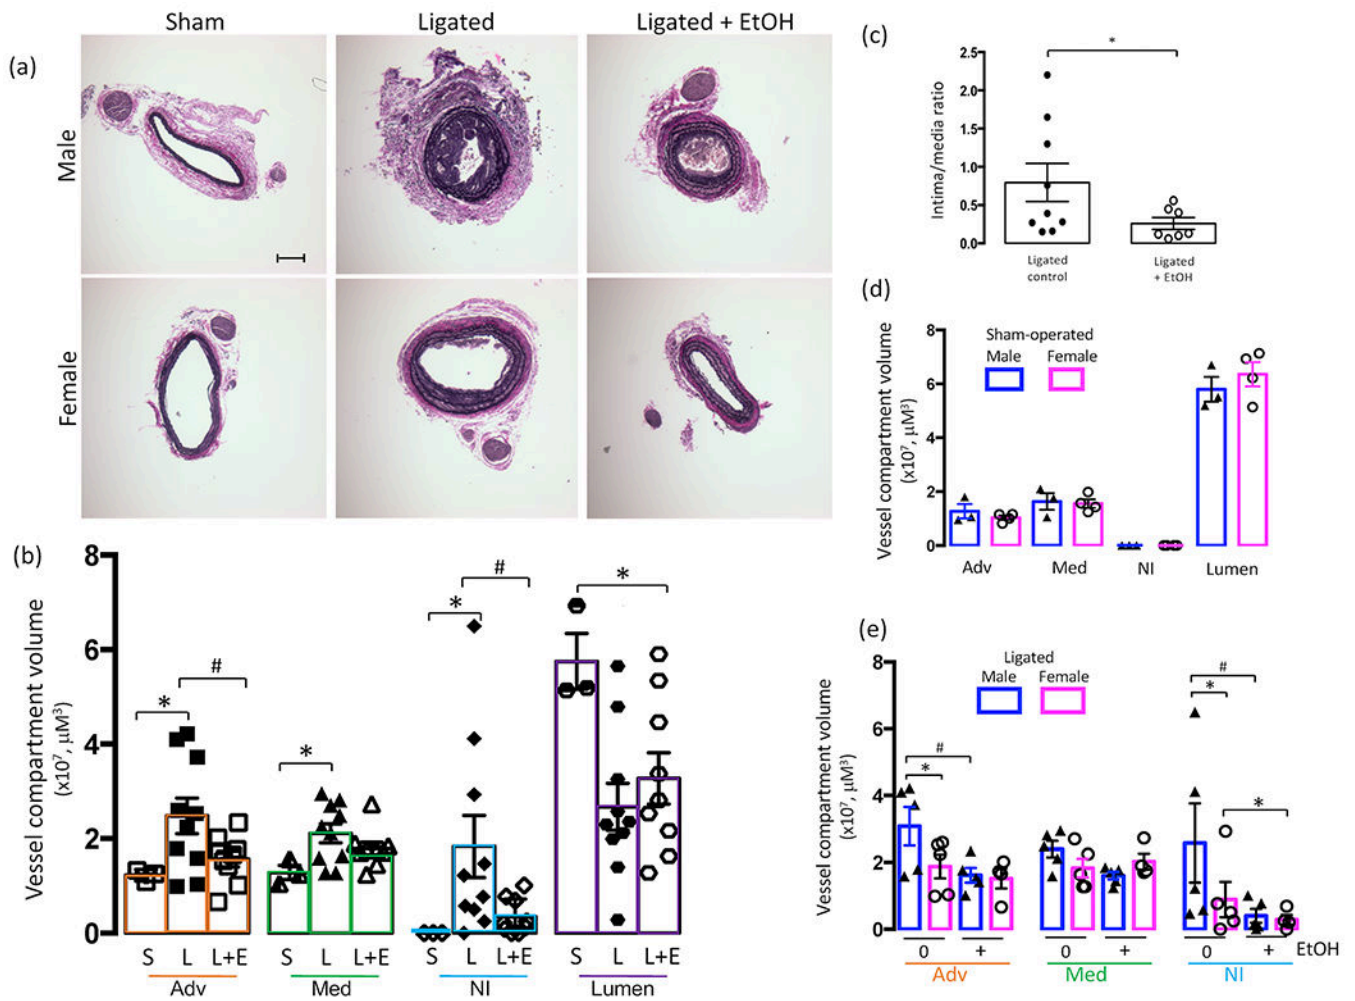 Sham Ligated Ligated + EtOH
(a)
Male
Female
(b)
Vessel compartment volume
(x10⁷, µM³)
8
6
4
2
0
* # * * # *
S L L+E S L L+E S L L+E S L L+E
Adv Med NI Lumen
(c)
Intima/media ratio
2.5
2.0
1.5
1.0
0.5
0.0
*
Ligated Ligated
control + EtOH
(d)
Vessel compartment volume
(x10⁷, µM³)
Sham-operated
Male Female
8
6
4
2
0
Adv Med NI Lumen
(e)
Vessel compartment volume
(x10⁷, µM³)
Ligated
Male Female
8
6
4
2
0
# * # * *
0 + 0 + 0 + EtOH
Adv Med NI